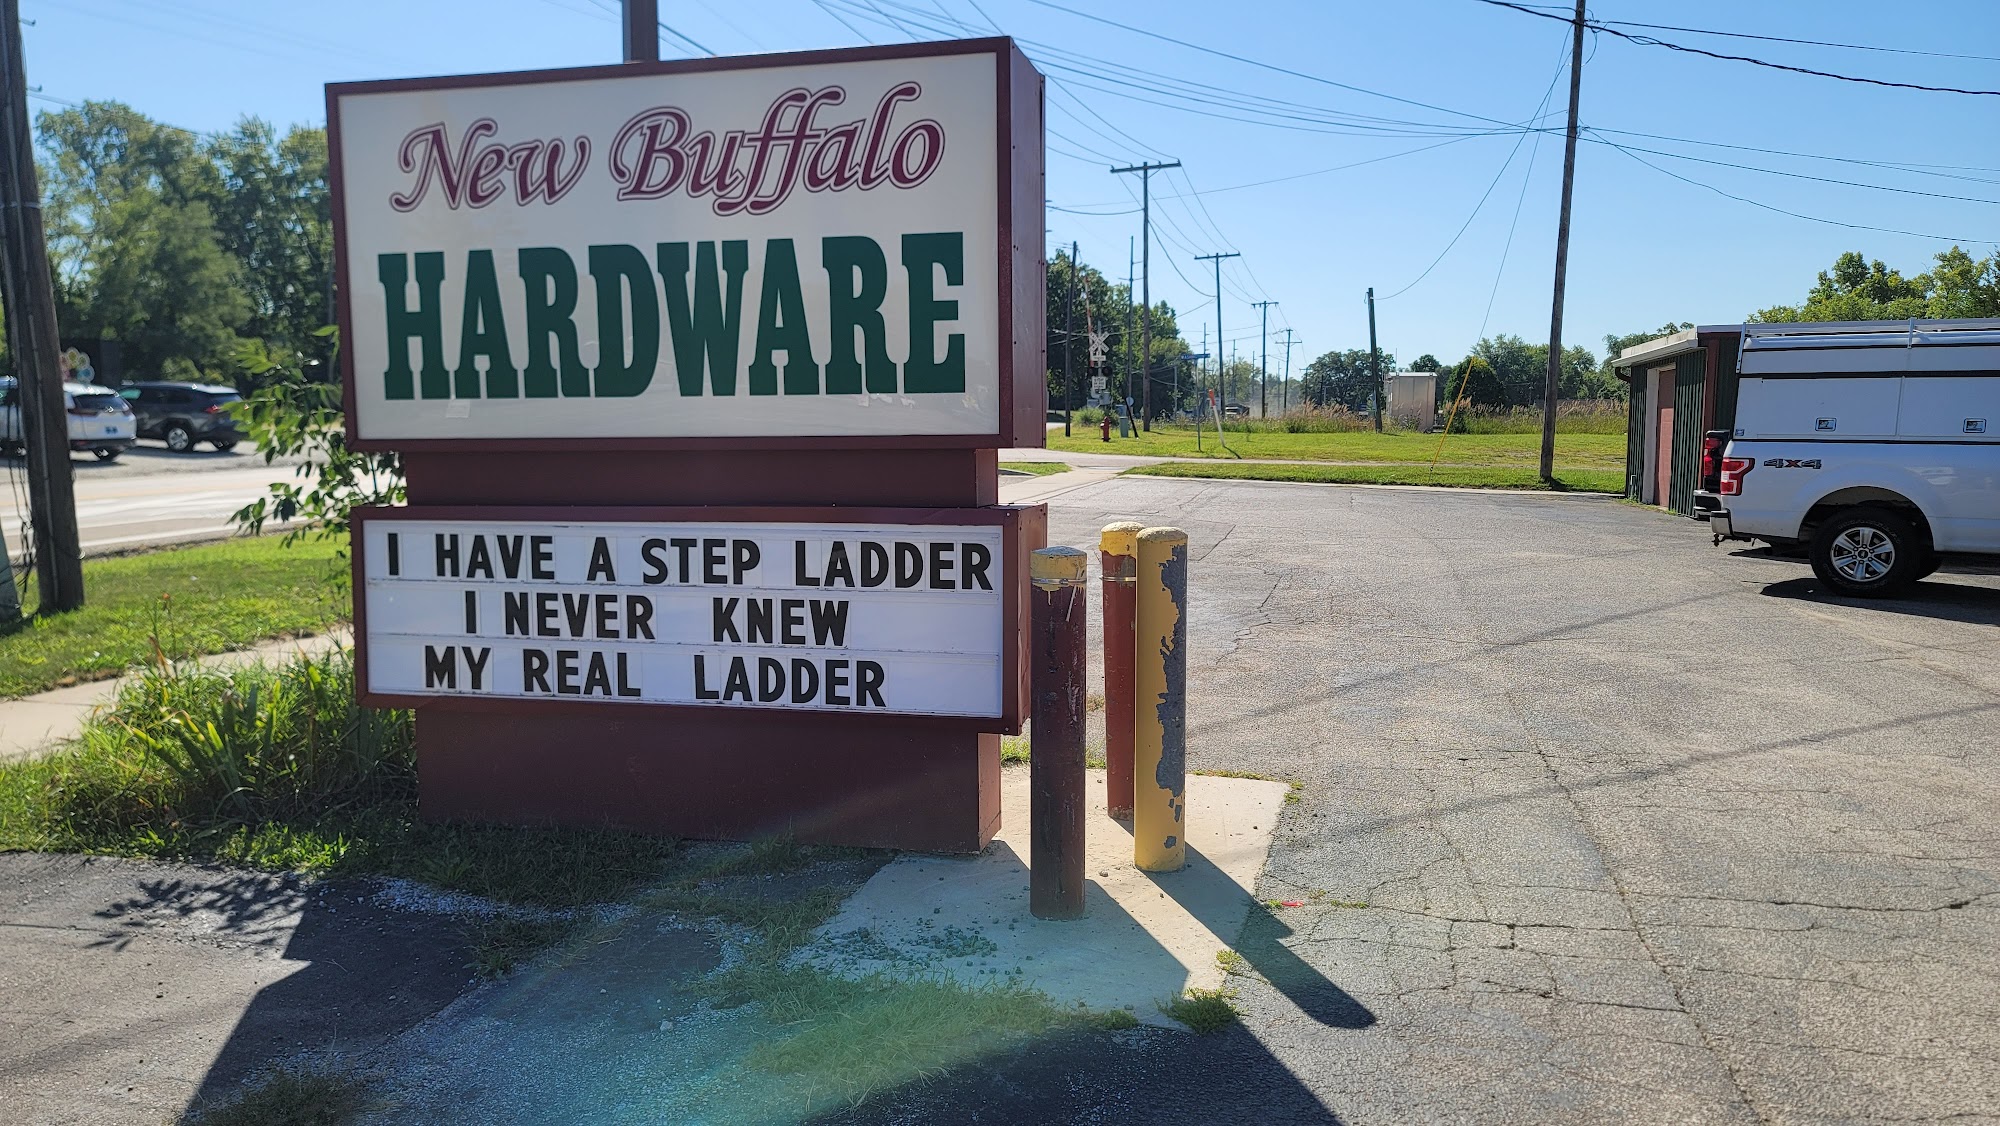 New Buffalo
HARDWARE
I HAVE A STEP LADDER
I NEVER KNEW
MY REAL LADDER
4X4